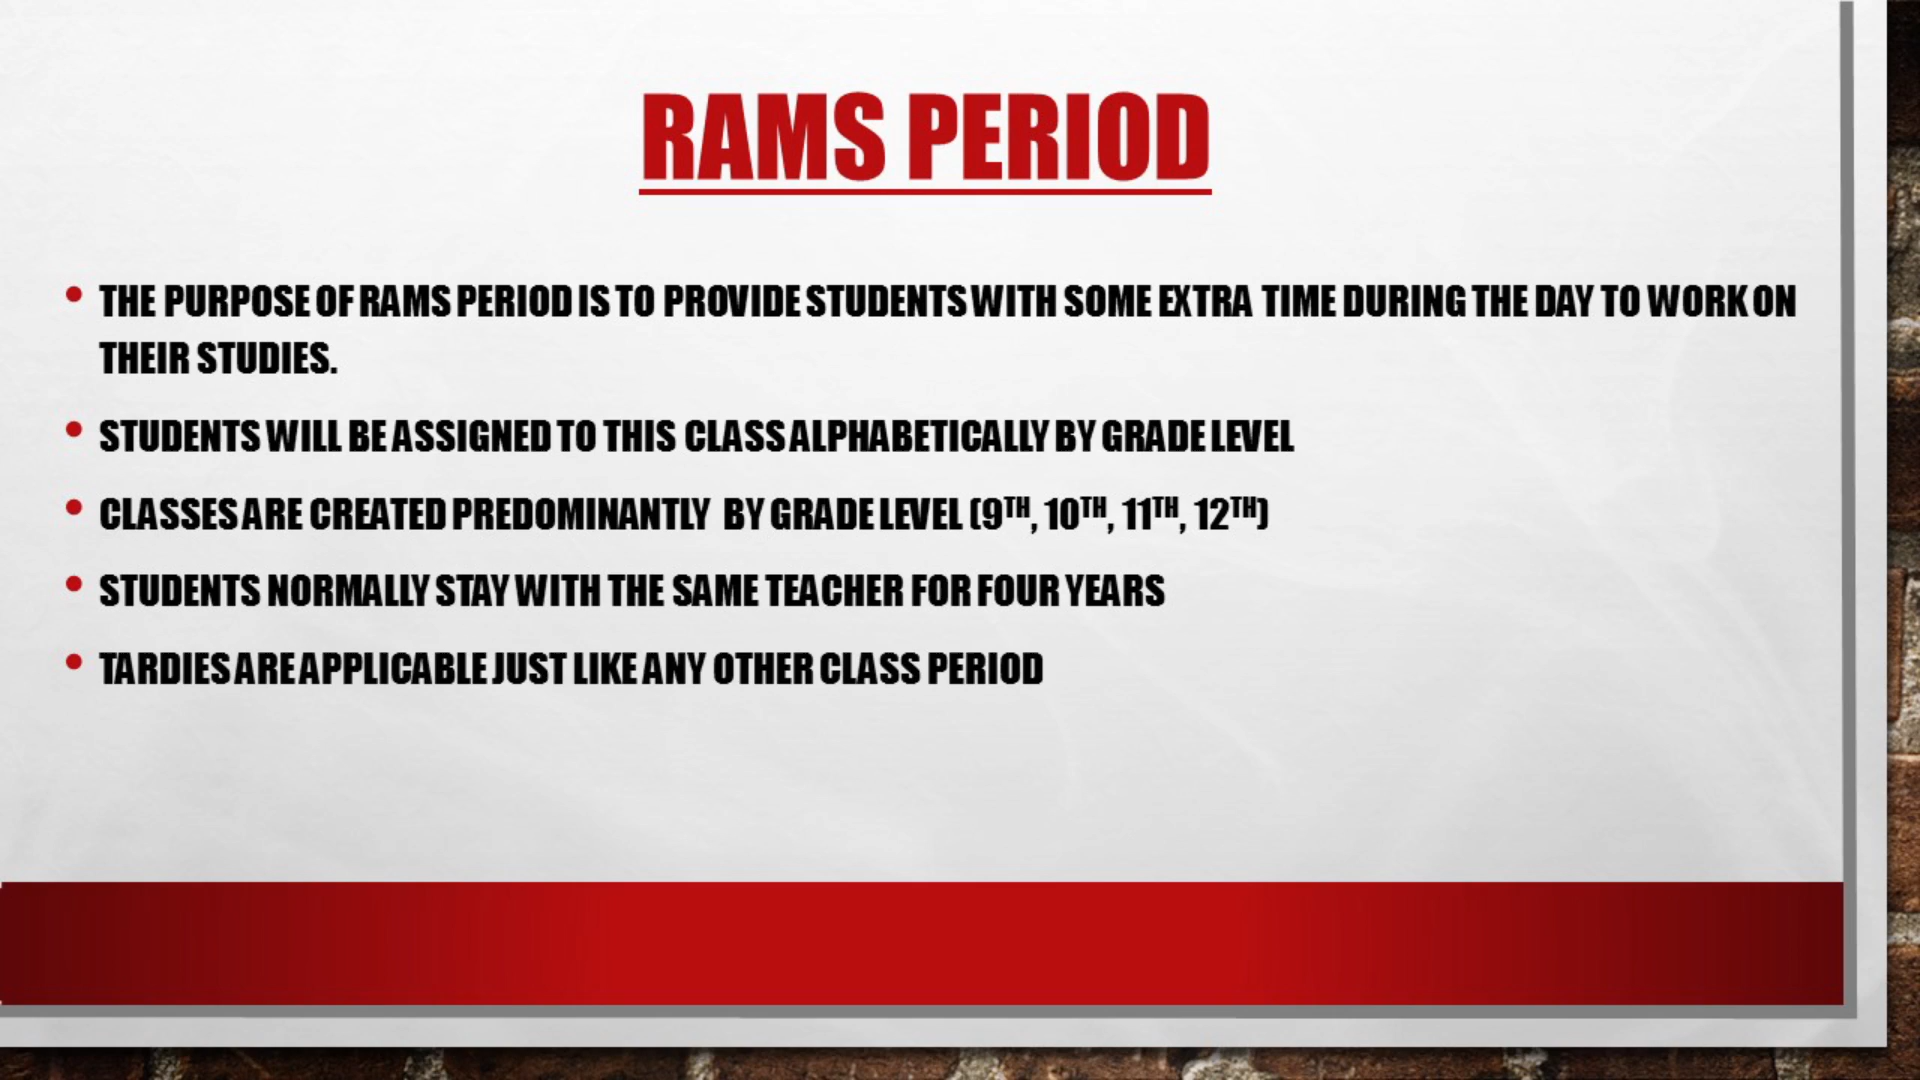 RAMS PERIOD
• THE PURPOSE OF RAMS PERIOD IS TO PROVIDE STUDENTS WITH SOME EXTRA TIME DURING THE DAY TO WORK ON
THEIR STUDIES.
• STUDENTS WILL BE ASSIGNED TO THIS CLASS ALPHABETICALLY BY GRADE LEVEL
• CLASSES ARE CREATED PREDOMINANTLY BY GRADE LEVEL (9TH, 10TH, 11TH, 12TH)
• STUDENTS NORMALLY STAY WITH THE SAME TEACHER FOR FOUR YEARS
• TARDIES ARE APPLICABLE JUST LIKE ANY OTHER CLASS PERIOD